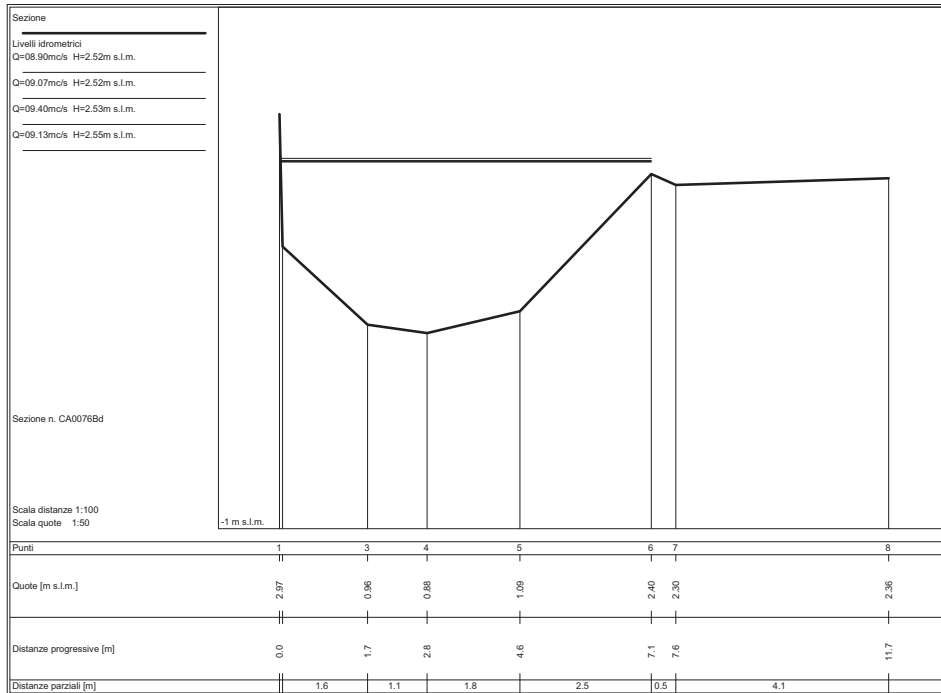 Sezione
Livelli idrometrici
Q=08.90mc/s H=2.52m s.l.m.
Q=09.07mc/s H=2.52m s.l.m.
Q=09.40mc/s H=2.53m s.l.m.
Q=09.13mc/s H=2.55m s.l.m.
Sezione n. CA0076Bd
Scala distanze 1:100
Scala quote 1:50
-1 m s.l.m.
Punti 1 3 4 5 6 7 8
Quote [m s.l.m.] 2.97 0.96 0.88 1.09 2.40 2.30 2.36
Distanze progressive [m] 0.0 1.7 2.8 4.6 7.1 7.6 11.7
Distanze parziali [m] 1.6 1.1 1.8 2.5 0.5 4.1